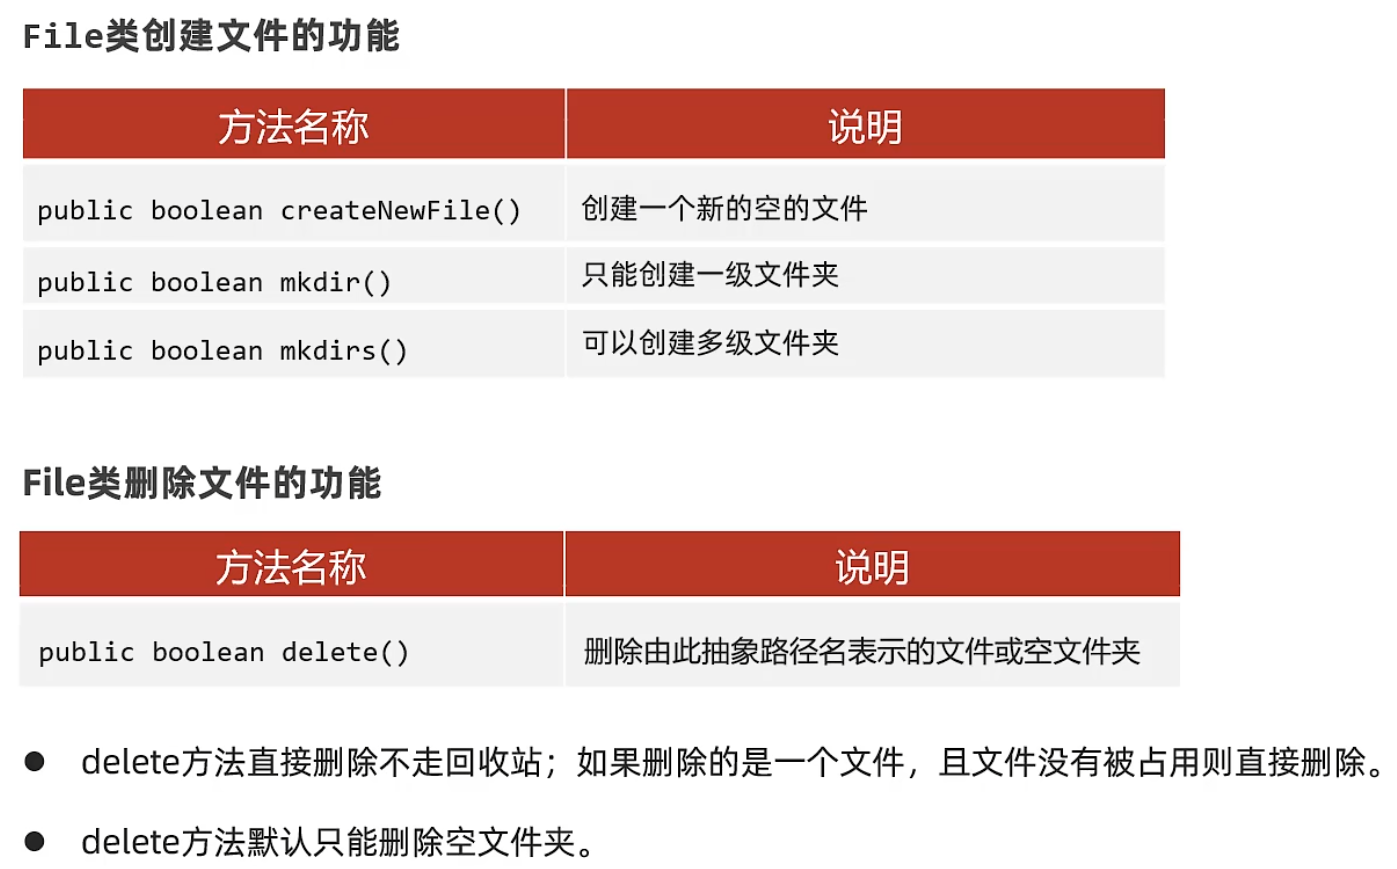 File类创建文件的功能
方法名称 说明
public boolean createNewFile() 创建一个新的空的文件
public boolean mkdir() 只能创建一级文件夹
public boolean mkdirs() 可以创建多级文件夹
File类删除文件的功能
方法名称 说明
public boolean delete() 删除由此抽象路径名表示的文件或空文件夹
● delete方法直接删除不走回收站；如果删除的是一个文件，且文件没有被占用则直接删除。
● delete方法默认只能删除空文件夹。